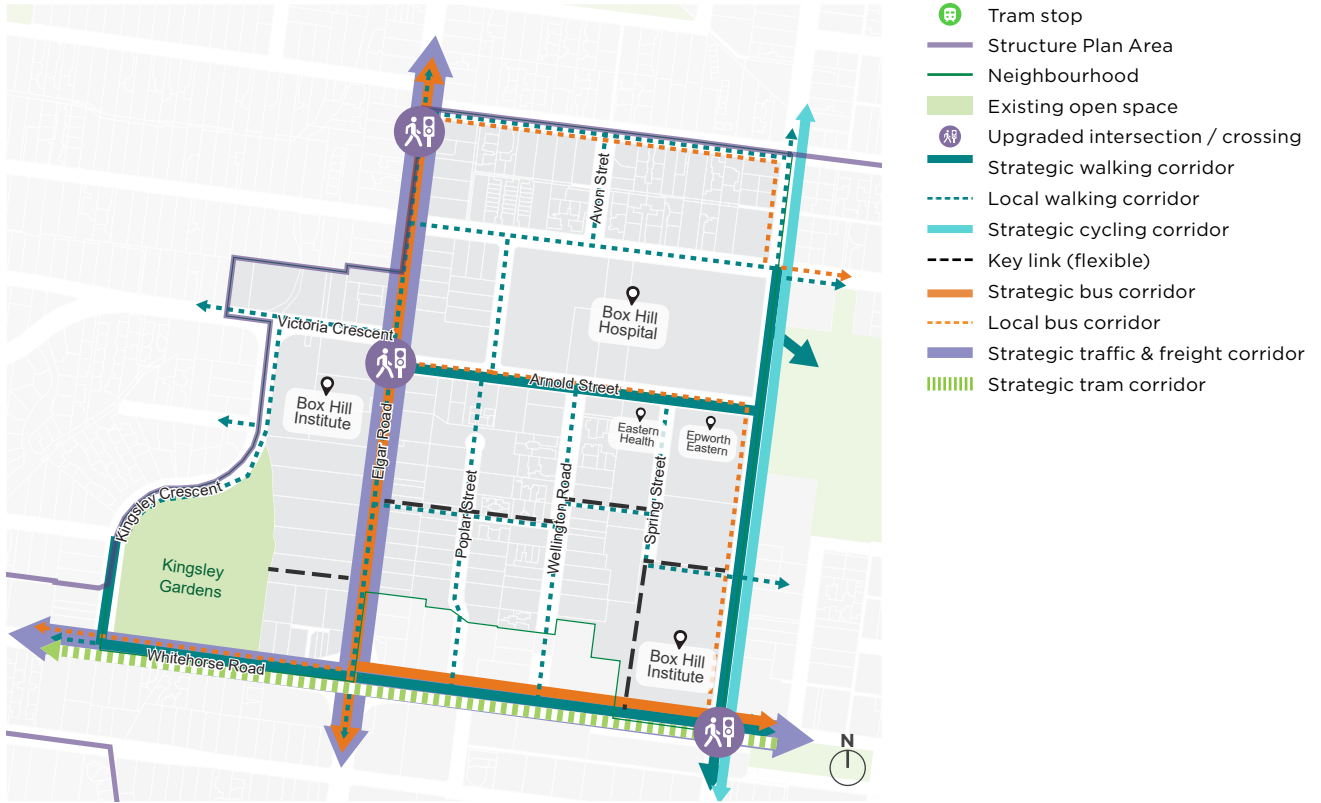 Tram stop
Structure Plan Area
Neighbourhood
Existing open space
Upgraded intersection / crossing
Strategic walking corridor
Local walking corridor
Strategic cycling corridor
Key link (flexible)
Strategic bus corridor
Local bus corridor
Strategic traffic & freight corridor
Strategic tram corridor
Avon Stret
Box Hill
Hospital
Victoria Crescent
Arnold Street
Box Hill
Institute
Elgar Road
Eastern
Health
Epworth
Eastern
Kingsley Crescent
Poplar Street
Wellington Road
Spring Street
Kingsley
Gardens
Box Hill
Institute
Whitehorse Road
N